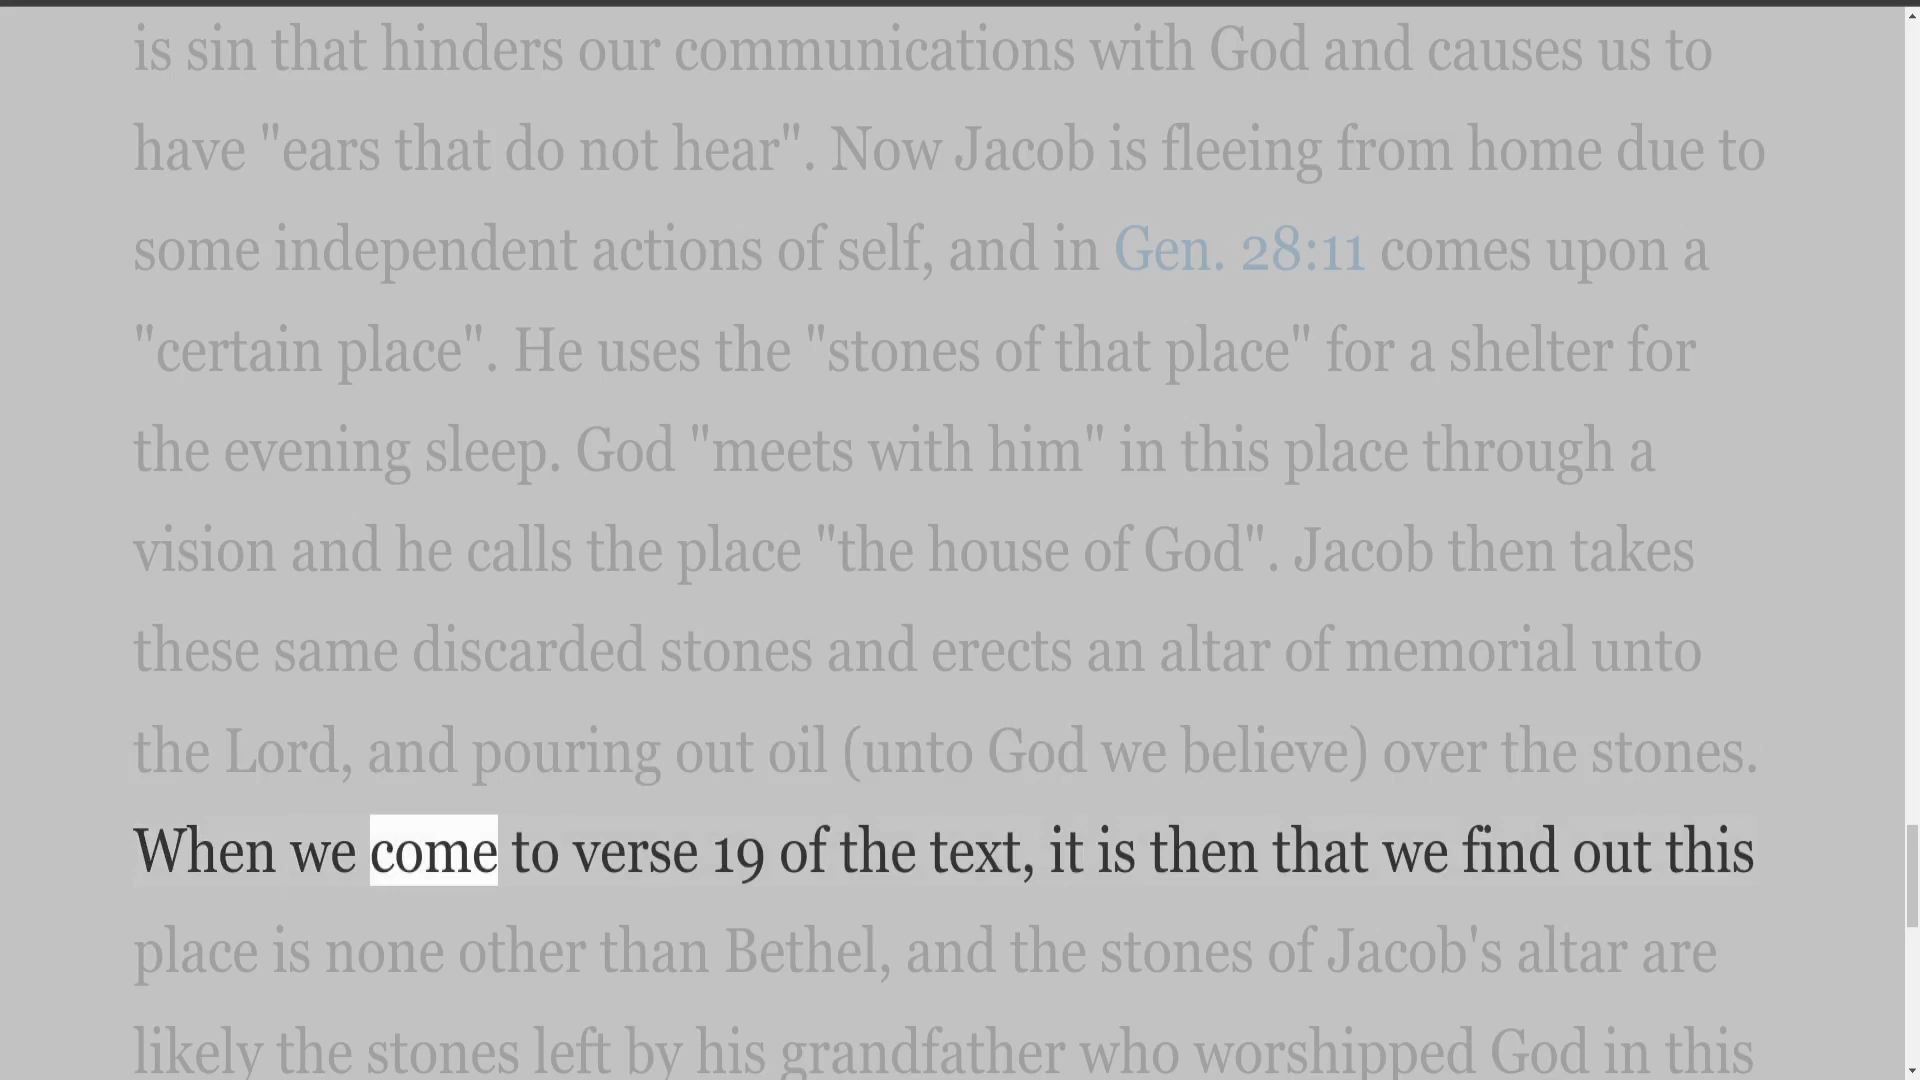 is sin that hinders our communications with God and causes us to
have "ears that do not hear". Now Jacob is fleeing from home due to
some independent actions of self, and in Gen. 28:11 comes upon a
"certain place". He uses the "stones of that place" for a shelter for
the evening sleep. God "meets with him" in this place through a
vision and he calls the place "the house of God". Jacob then takes
these same discarded stones and erects an altar of memorial unto
the Lord, and pouring out oil (unto God we believe) over the stones.
When we come to verse 19 of the text, it is then that we find out this
place is none other than Bethel, and the stones of Jacob's altar are
likely the stones left by his grandfather who worshipped God in this